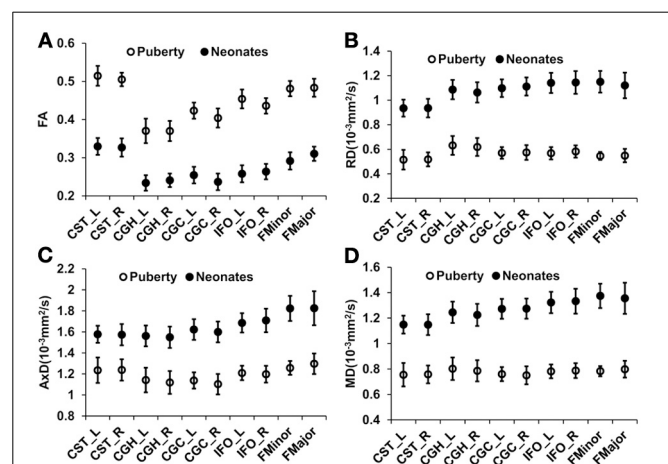 A
B
Puberty Neonates
Puberty Neonates
FA
0.6
0.5
0.4
0.3
0.2
RD(10-³mm²/s)
1.4
1.2
1
0.8
0.6
0.4
0.2
CST_L CST_R CGH_L CGH_R CGC_L CGC_R IFO_L IFO_R FMinor FMajor
CST_L CST_R CGH_L CGH_R CGC_L CGC_R IFO_L IFO_R FMinor FMajor
C
D
Puberty Neonates
Puberty Neonates
AxD(10-³mm²/s)
2.2
2
1.8
1.6
1.4
1.2
1
MD(10-³mm²/s)
1.6
1.4
1.2
1
0.8
0.6
0.4
CST_L CST_R CGH_L CGH_R CGC_L CGC_R IFO_L IFO_R FMinor FMajor
CST_L CST_R CGH_L CGH_R CGC_L CGC_R IFO_L IFO_R FMinor FMajor